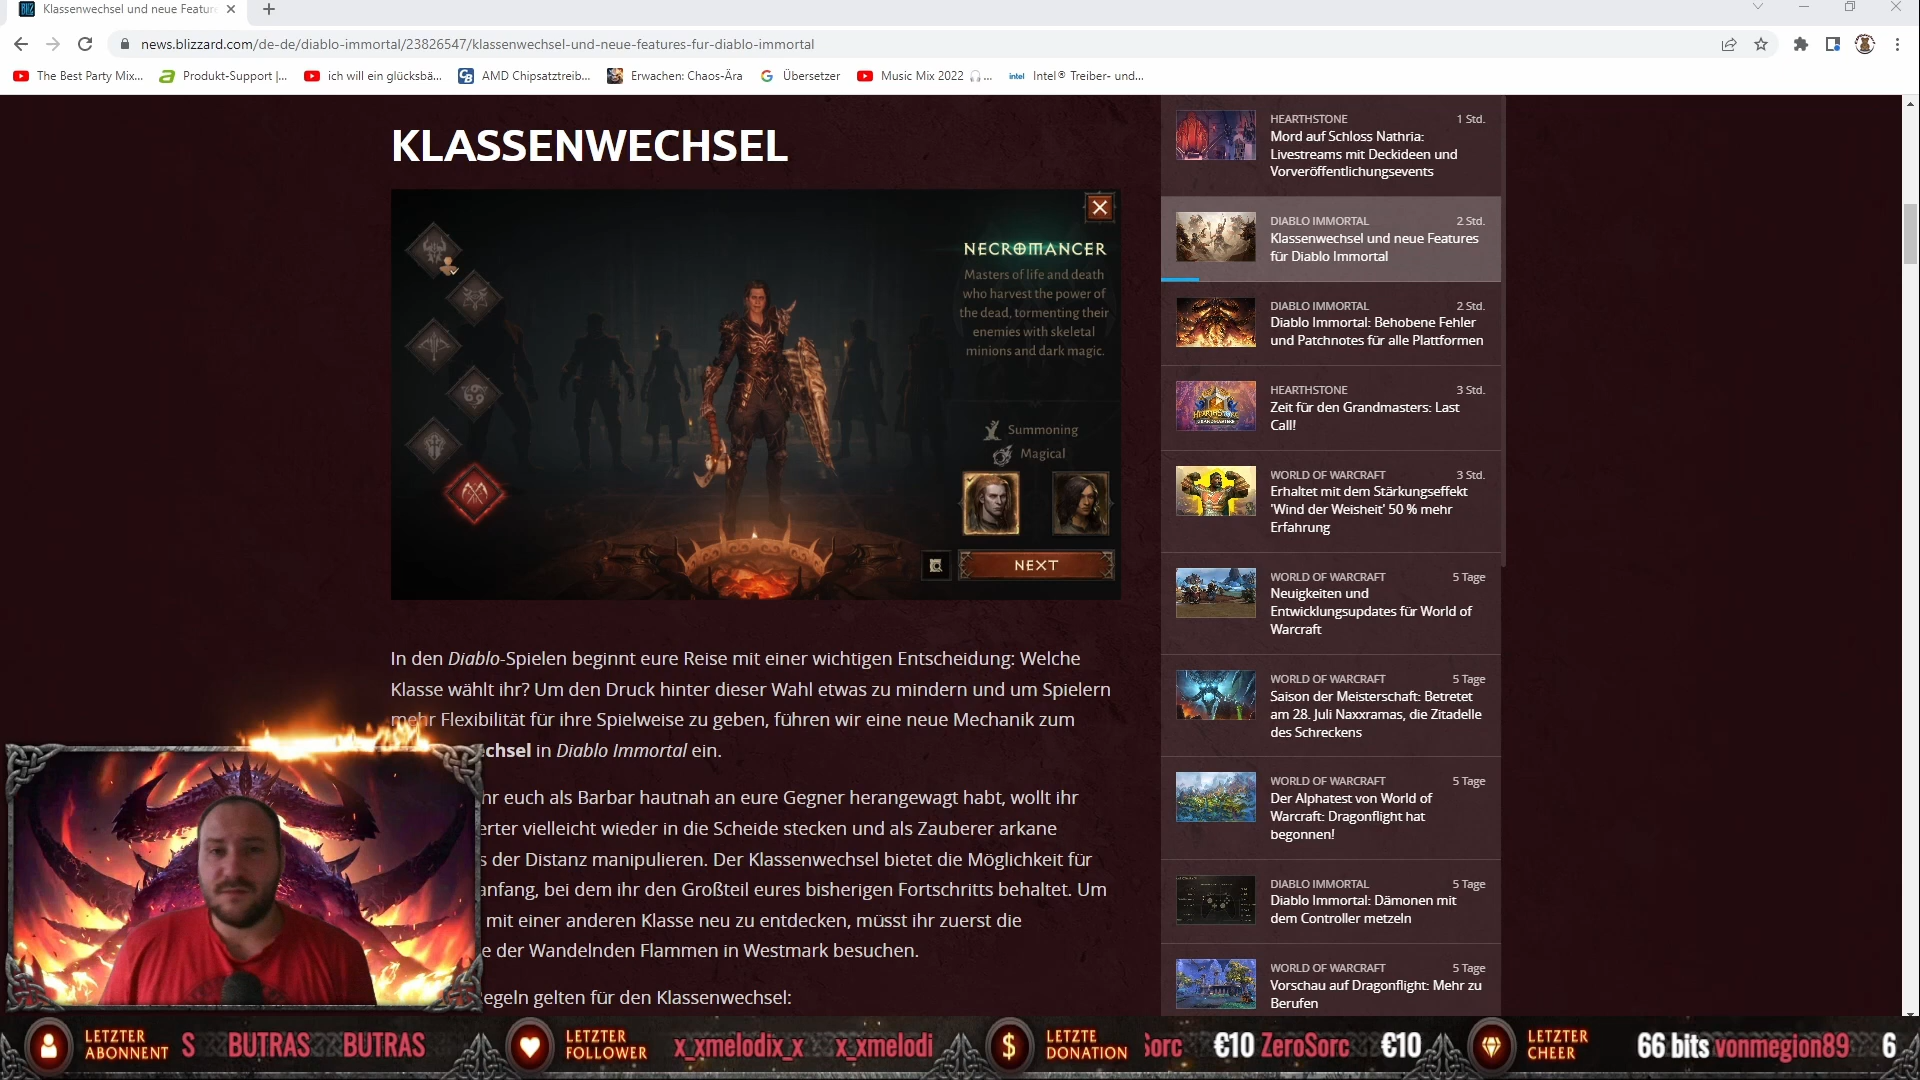 Klassenwechsel und neue Feature
news.blizzard.com/de-de/diablo-immortal/23826547/klassenwechsel-und-neue-features-fur-diablo-immortal
The Best Party Mix...
Produkt-Support |...
ich will ein glücksbä...
AMD Chipsatztreib...
Erwachen: Chaos-Ära
Übersetzer
Music Mix 2022 🎧...
intel
Intel® Treiber- und...
KLASSENWECHSEL
NECROMANCER
Masters of life and death
who harvest the power of
the dead, tormenting their
enemies with skeletal
minions and dark magic.
Summoning
Magical
NEXT
In den Diablo-Spielen beginnt eure Reise mit einer wichtigen Entscheidung: Welche
Klasse wählt ihr? Um den Druck hinter dieser Wahl etwas zu mindern und um Spielern
mehr Flexibilität für ihre Spielweise zu geben, führen wir eine neue Mechanik zum
chsel in Diablo Immortal ein.
hr euch als Barbar hautnah an eure Gegner herangewagt habt, wollt ihr
erter vielleicht wieder in die Scheide stecken und als Zauberer arkane
s der Distanz manipulieren. Der Klassenwechsel bietet die Möglichkeit für
anfang, bei dem ihr den Großteil eures bisherigen Fortschritts behaltet. Um
mit einer anderen Klasse neu zu entdecken, müsst ihr zuerst die
e der Wandelnden Flammen in Westmark besuchen.
egeln gelten für den Klassenwechsel:
HEARTHSTONE 1 Std.
Mord auf Schloss Nathria:
Livestreams mit Deckideen und
Vorveröffentlichungsevents
DIABLO IMMORTAL 2 Std.
Klassenwechsel und neue Features
für Diablo Immortal
DIABLO IMMORTAL 2 Std.
Diablo Immortal: Behobene Fehler
und Patchnotes für alle Plattformen
HEARTHSTONE 3 Std.
Zeit für den Grandmasters: Last
Call!
WORLD OF WARCRAFT 3 Std.
Erhaltet mit dem Stärkungseffekt
'Wind der Weisheit' 50 % mehr
Erfahrung
WORLD OF WARCRAFT 5 Tage
Neuigkeiten und
Entwicklungsupdates für World of
Warcraft
WORLD OF WARCRAFT 5 Tage
Saison der Meisterschaft: Betretet
am 28. Juli Naxxramas, die Zitadelle
des Schreckens
WORLD OF WARCRAFT 5 Tage
Der Alphatest von World of
Warcraft: Dragonflight hat
begonnen!
DIABLO IMMORTAL 5 Tage
Diablo Immortal: Dämonen mit
dem Controller metzeln
WORLD OF WARCRAFT 5 Tage
Vorschau auf Dragonflight: Mehr zu
Berufen
LETZTER
ABONNENT
S BUTRAS BUTRAS
LETZTER
FOLLOWER
x_xmelodix_x x_xmelodi
LETZTE
DONATION
Sorc €10 ZeroSorc €10
LETZTER
CHEER
66 bits vonmegion89 6